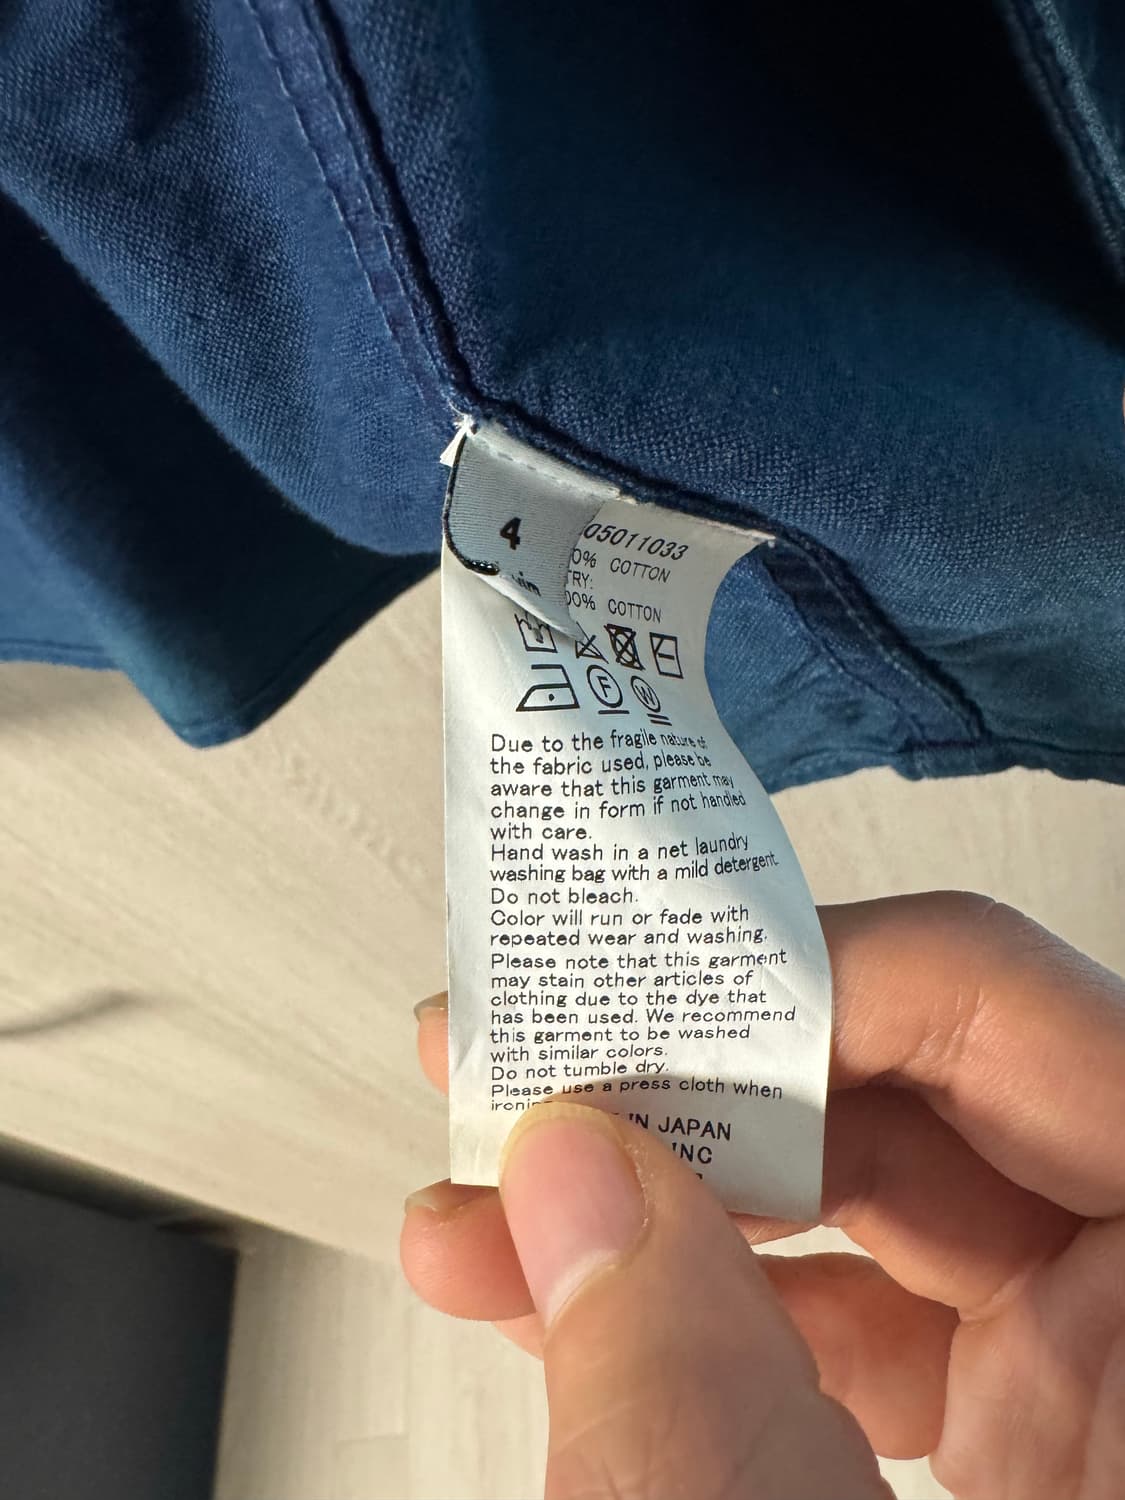 4
05011033
0% COTTON
TRY:
00% COTTON
F
W
Due to the fragile nature of
the fabric used, please be
aware that this garment may
change in form if not handled
with care.
Hand wash in a net laundry
washing bag with a mild detergent.
Do not bleach.
Color will run or fade with
repeated wear and washing.
Please note that this garment
may stain other articles of
clothing due to the dye that
has been used. We recommend
this garment to be washed
with similar colors.
Do not tumble dry.
Please use a press cloth when
IN JAPAN
INC